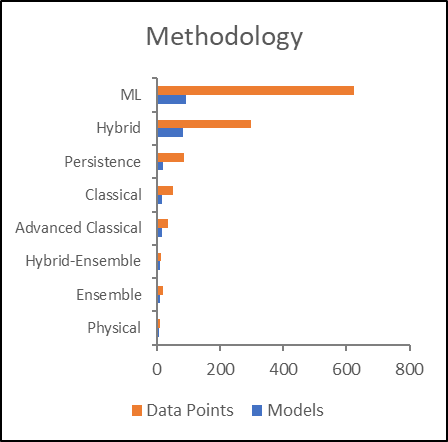 Methodology
ML
Hybrid
Persistence
Classical
Advanced Classical
Hybrid-Ensemble
Ensemble
Physical
0 200 400 600 800
Data Points Models